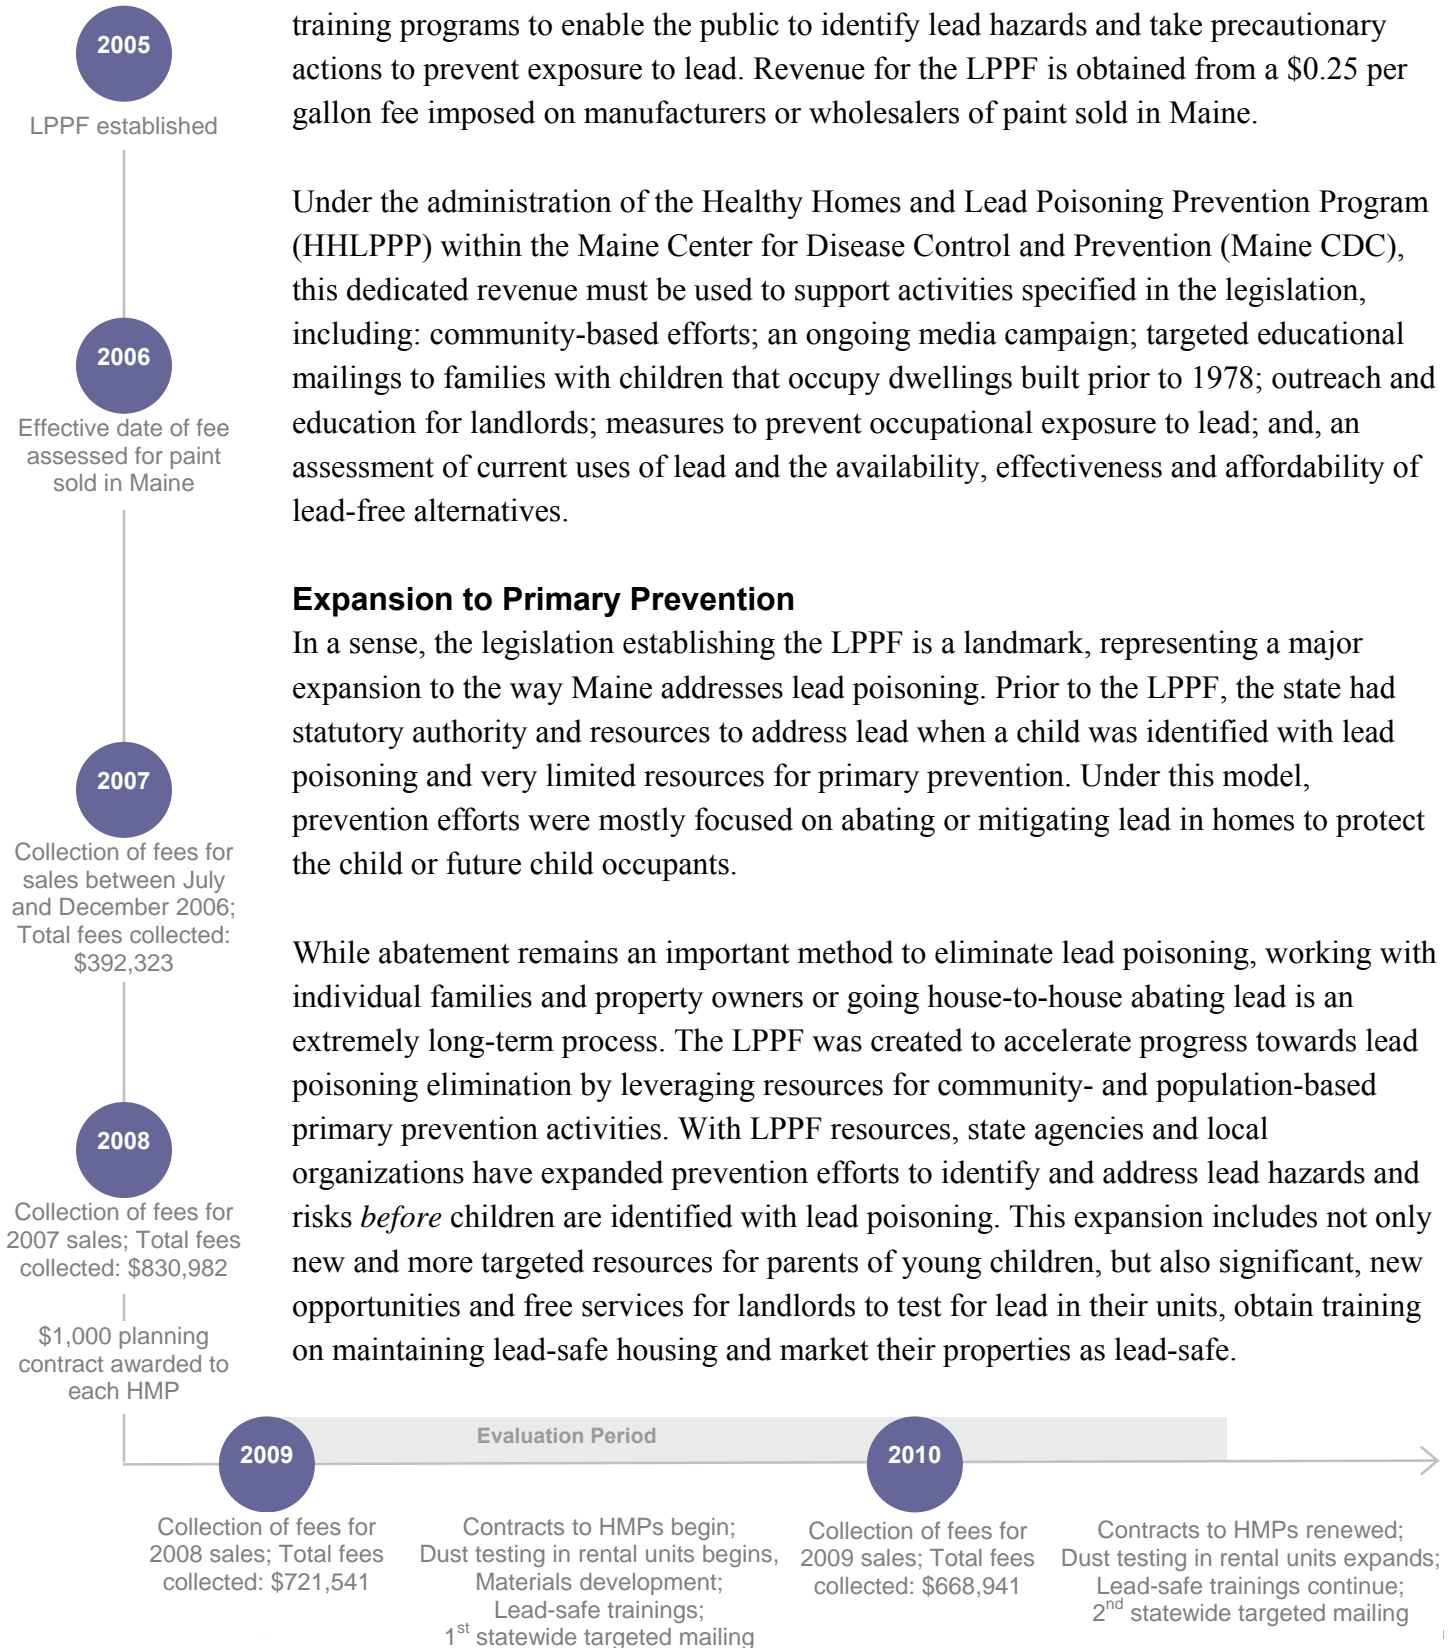 training programs to enable the public to identify lead hazards and take precautionary
actions to prevent exposure to lead. Revenue for the LPPF is obtained from a $0.25 per
gallon fee imposed on manufacturers or wholesalers of paint sold in Maine.
Under the administration of the Healthy Homes and Lead Poisoning Prevention Program
(HHLPPP) within the Maine Center for Disease Control and Prevention (Maine CDC),
this dedicated revenue must be used to support activities specified in the legislation,
including: community-based efforts; an ongoing media campaign; targeted educational
mailings to families with children that occupy dwellings built prior to 1978; outreach and
education for landlords; measures to prevent occupational exposure to lead; and, an
assessment of current uses of lead and the availability, effectiveness and affordability of
lead-free alternatives.
Expansion to Primary Prevention
In a sense, the legislation establishing the LPPF is a landmark, representing a major
expansion to the way Maine addresses lead poisoning. Prior to the LPPF, the state had
statutory authority and resources to address lead when a child was identified with lead
poisoning and very limited resources for primary prevention. Under this model,
prevention efforts were mostly focused on abating or mitigating lead in homes to protect
the child or future child occupants.
While abatement remains an important method to eliminate lead poisoning, working with
individual families and property owners or going house-to-house abating lead is an
extremely long-term process. The LPPF was created to accelerate progress towards lead
poisoning elimination by leveraging resources for community- and population-based
primary prevention activities. With LPPF resources, state agencies and local
organizations have expanded prevention efforts to identify and address lead hazards and
risks before children are identified with lead poisoning. This expansion includes not only
new and more targeted resources for parents of young children, but also significant, new
opportunities and free services for landlords to test for lead in their units, obtain training
on maintaining lead-safe housing and market their properties as lead-safe.
2005
LPPF established
2006
Effective date of fee
assessed for paint
sold in Maine
2007
Collection of fees for
sales between July
and December 2006;
Total fees collected:
$392,323
2008
Collection of fees for
2007 sales; Total fees
collected: $830,982
$1,000 planning
contract awarded to
each HMP
Evaluation Period
2009
Collection of fees for
2008 sales; Total fees
collected: $721,541
Contracts to HMPs begin;
Dust testing in rental units begins,
Materials development;
Lead-safe trainings;
1st statewide targeted mailing
2010
Collection of fees for
2009 sales; Total fees
collected: $668,941
Contracts to HMPs renewed;
Dust testing in rental units expands;
Lead-safe trainings continue;
2nd statewide targeted mailing